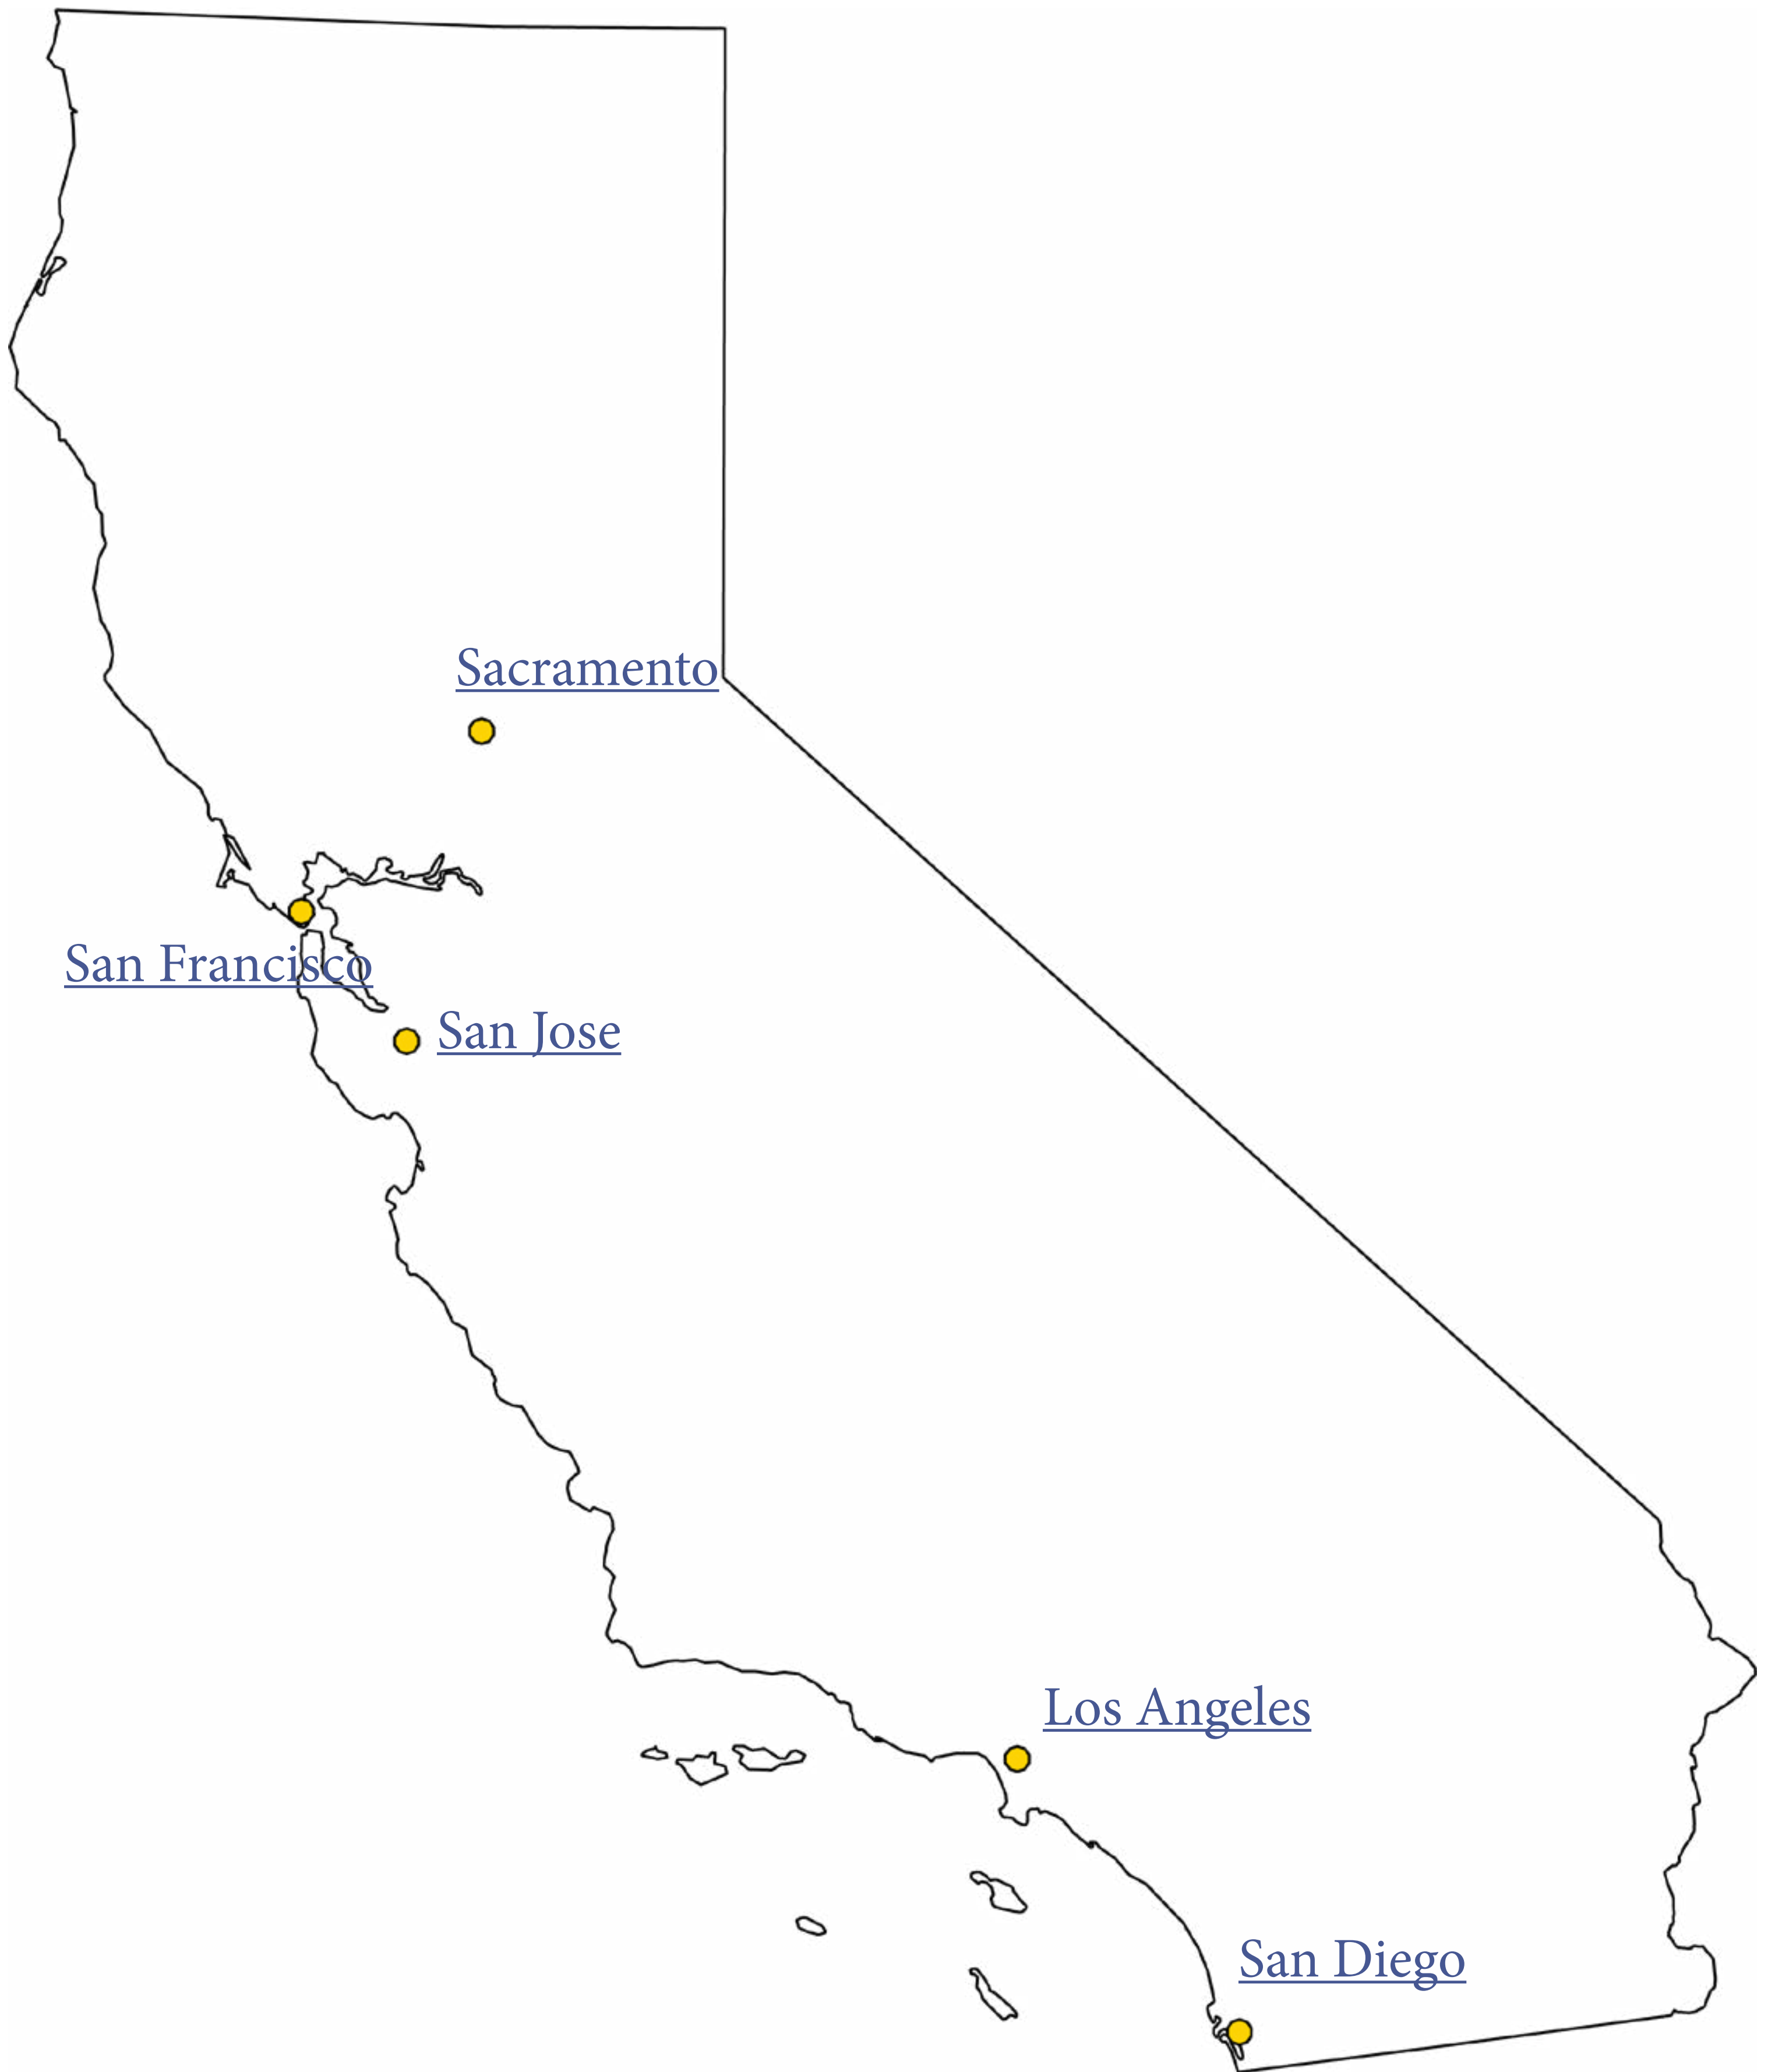 Sacramento
San Francisco
San Jose
Los Angeles
San Diego